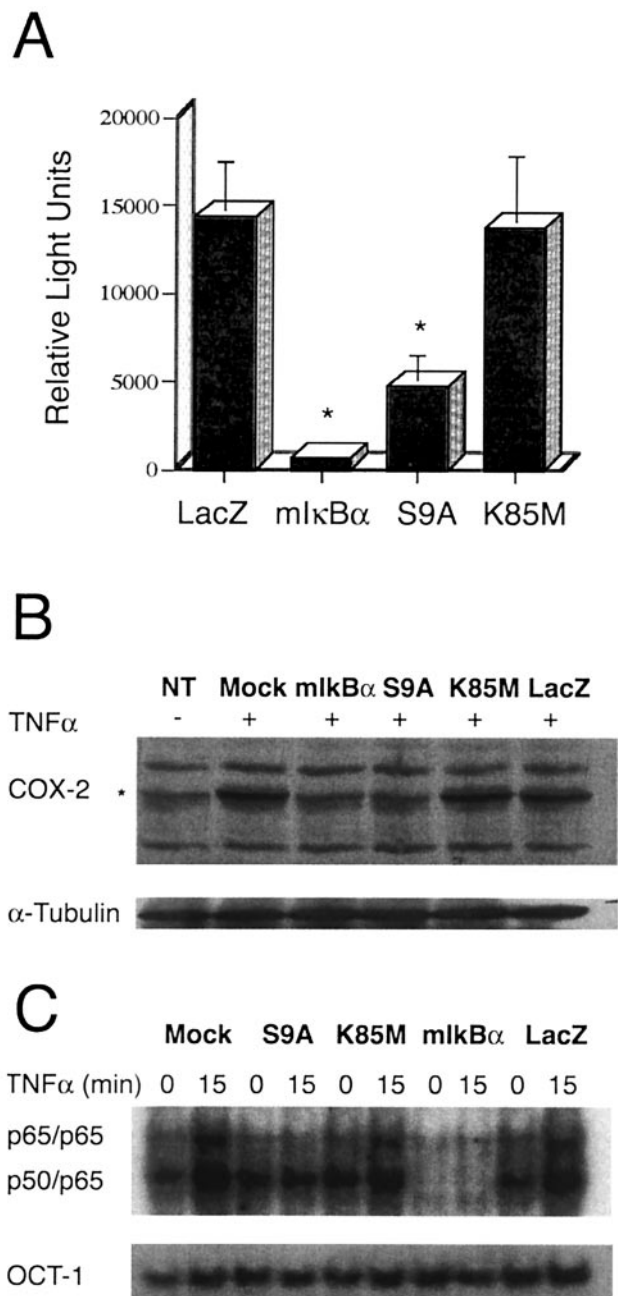 A
20000
15000
10000
5000
0
Relative Light Units
*
*
LacZ mIκBα S9A K85M
B
NT Mock mIkBα S9A K85M LacZ
TNFα - + + + + +
COX-2 *
α-Tubulin
C
Mock S9A K85M mIkBα LacZ
TNFα (min) 0 15 0 15 0 15 0 15 0 15
p65/p65
p50/p65
OCT-1